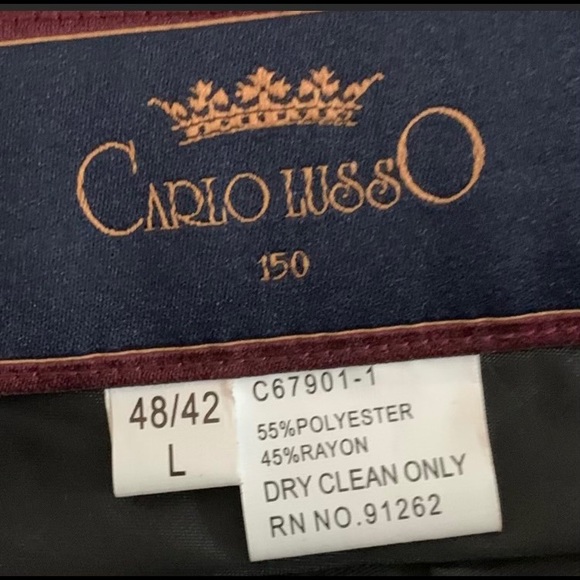 CARLO LUSSO
150
48/42
L
C67901-1
55%POLYESTER
45%RAYON
DRY CLEAN ONLY
RN NO.91262